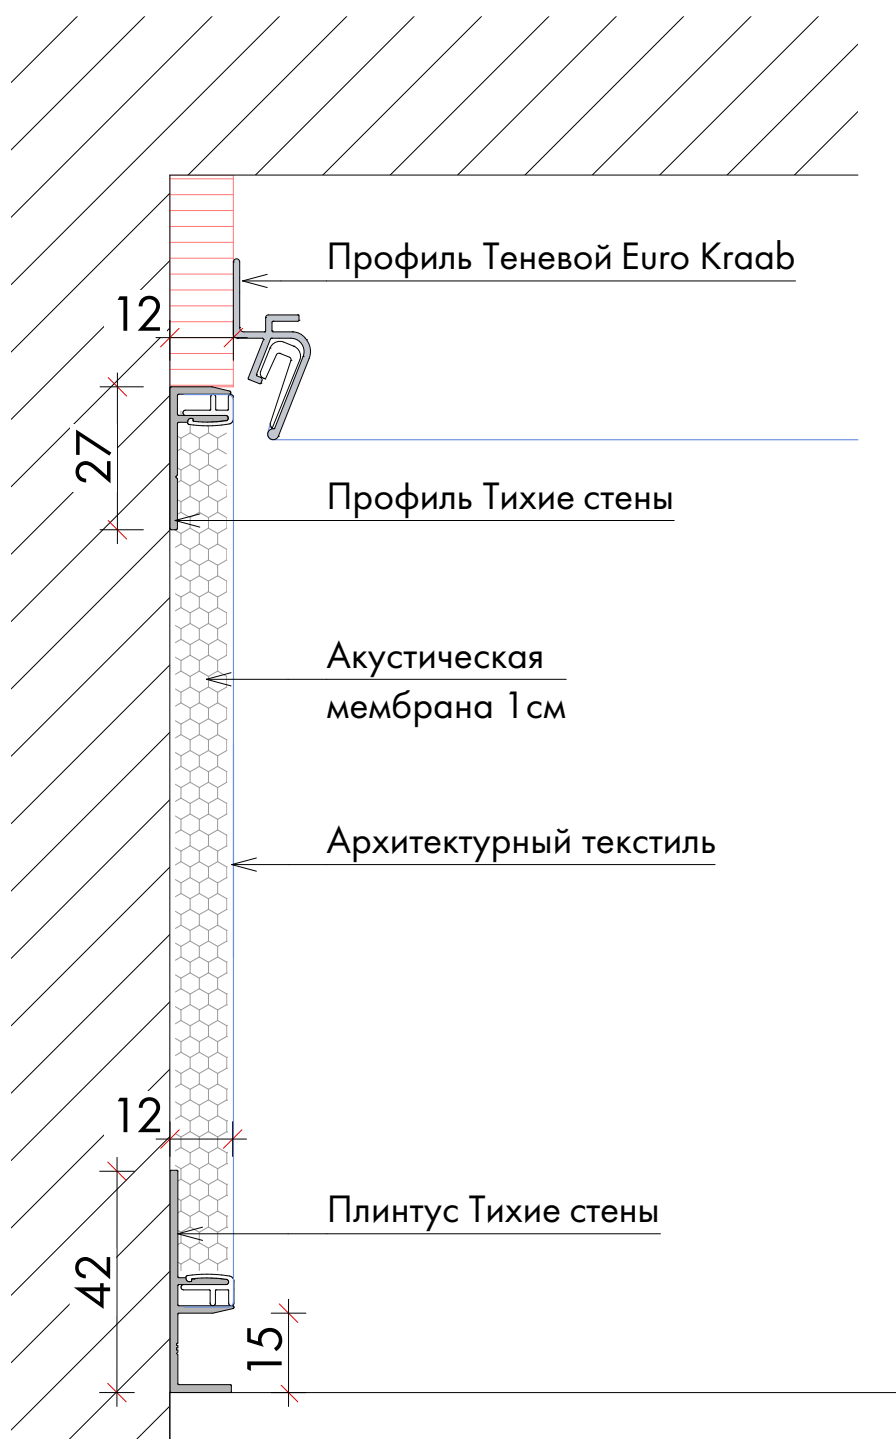 Профиль Теневой Euro Kraab
12
27
Профиль Тихие стены
Акустическая
мембрана 1см
Архитектурный текстиль
12
Плинтус Тихие стены
42
15